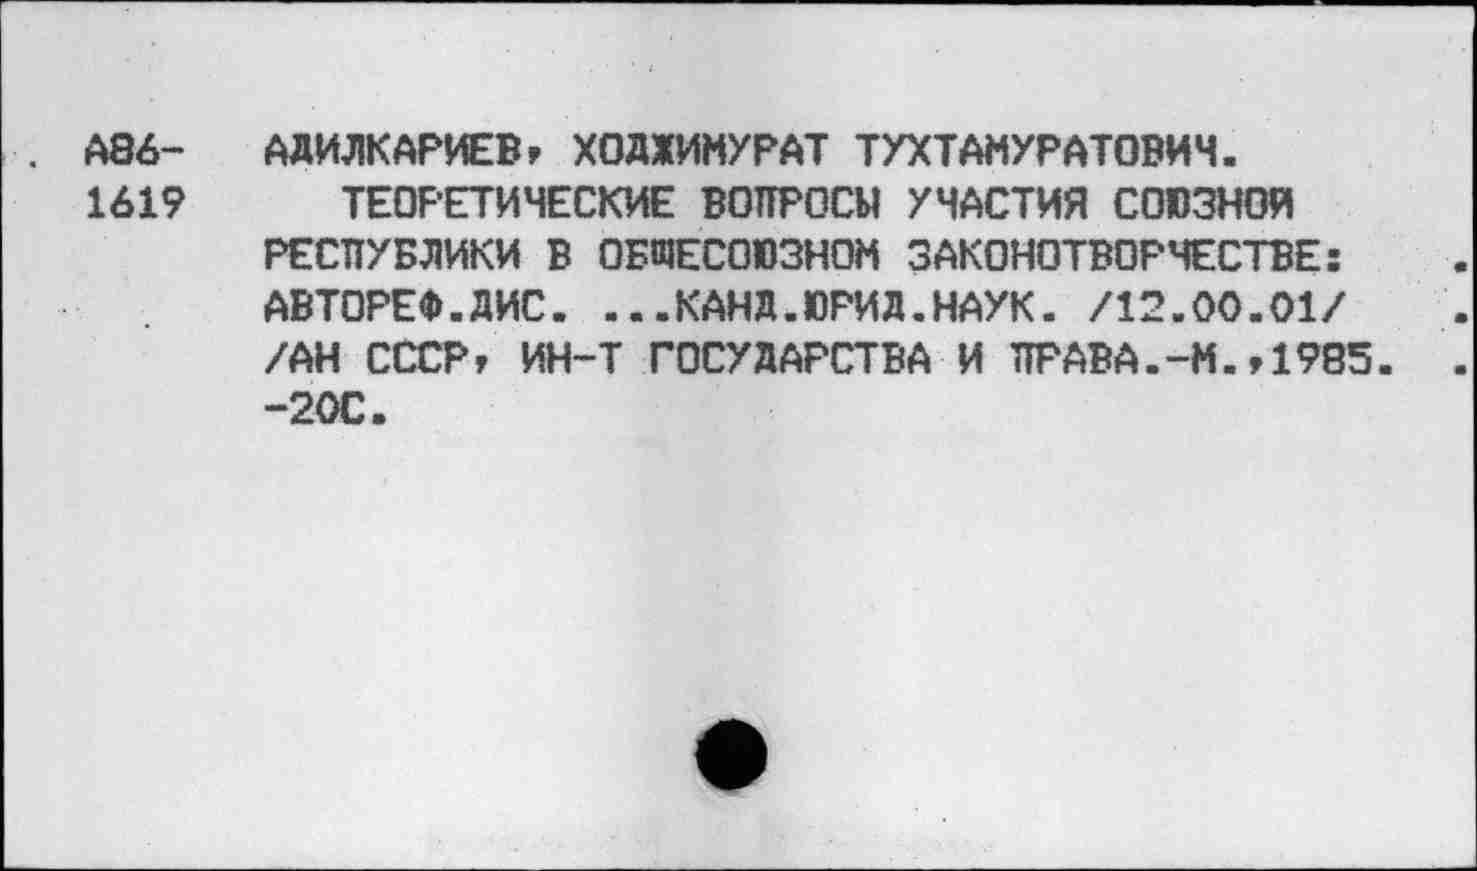 А86- АДИЛКАРИЕВ, ХОДЖИМУРАТ ТУХТАМУРАТОВИЧ.
1619 ТЕОРЕТИЧЕСКИЕ ВОПРОСЫ УЧАСТИЯ СОЮЗНОЙ
РЕСПУБЛИКИ В ОБЩЕСОЮЗНОМ ЗАКОНОТВОРЧЕСТВЕ:
АВТОРЕФ.ДИС. ...КАНД.ЮРИД.НАУК. /12.00.01/
/АН СССР, ИН-Т ГОСУДАРСТВА И ПРАВА.-М.,1985.
-20С.